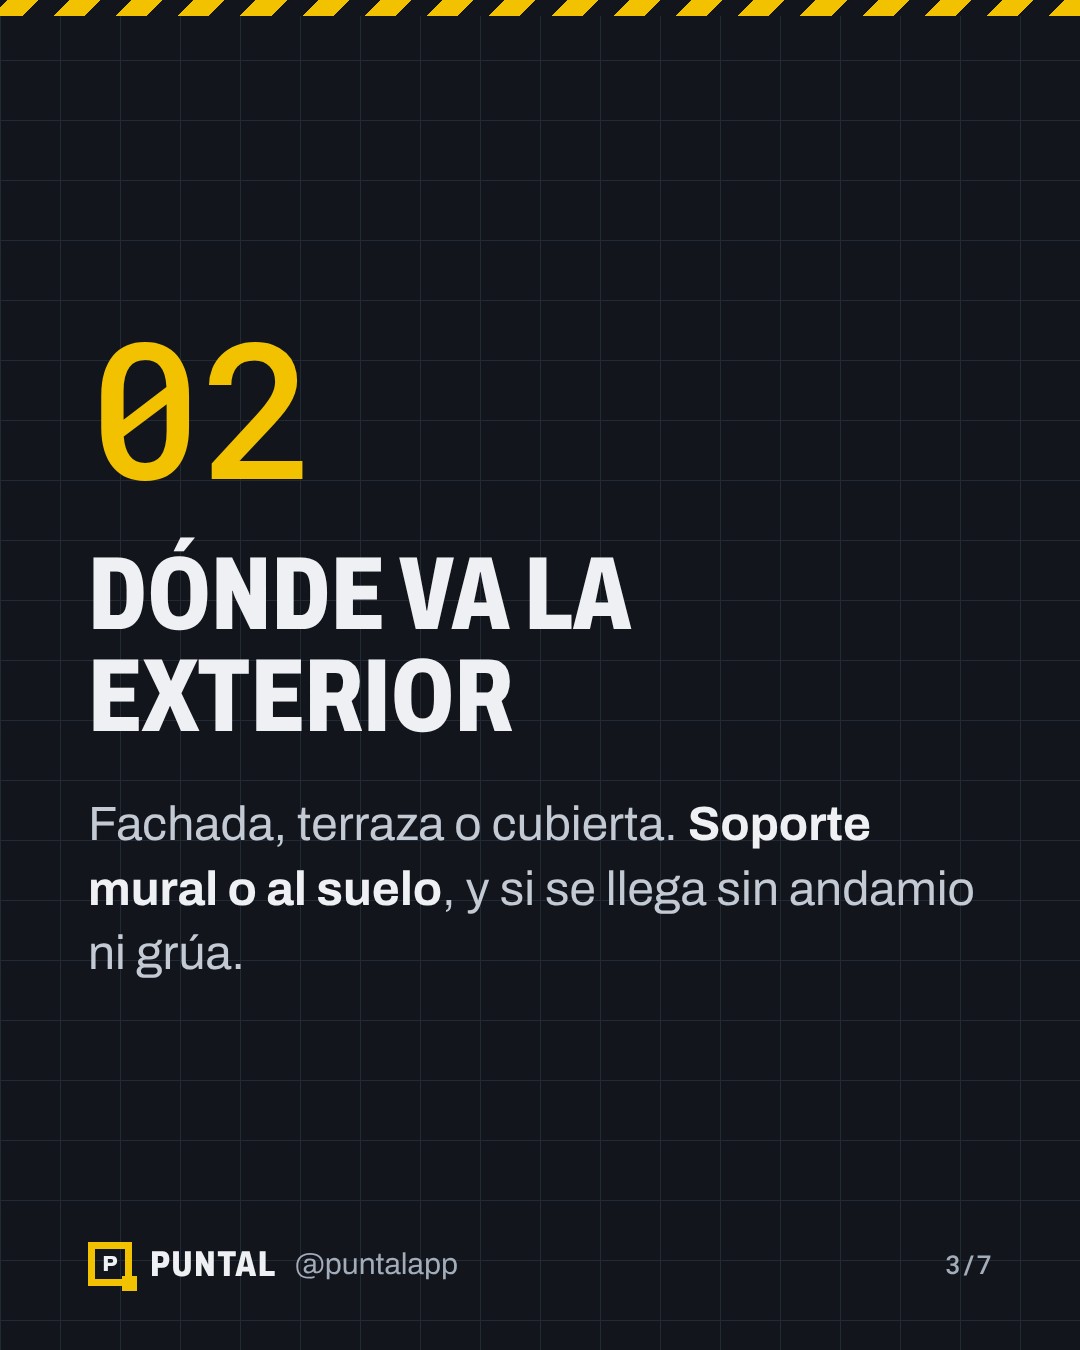 02
DÓNDE VA LA
EXTERIOR
Fachada, terraza o cubierta. Soporte
mural o al suelo, y si se llega sin andamio
ni grúa.
P PUNTAL @puntalapp 3/7